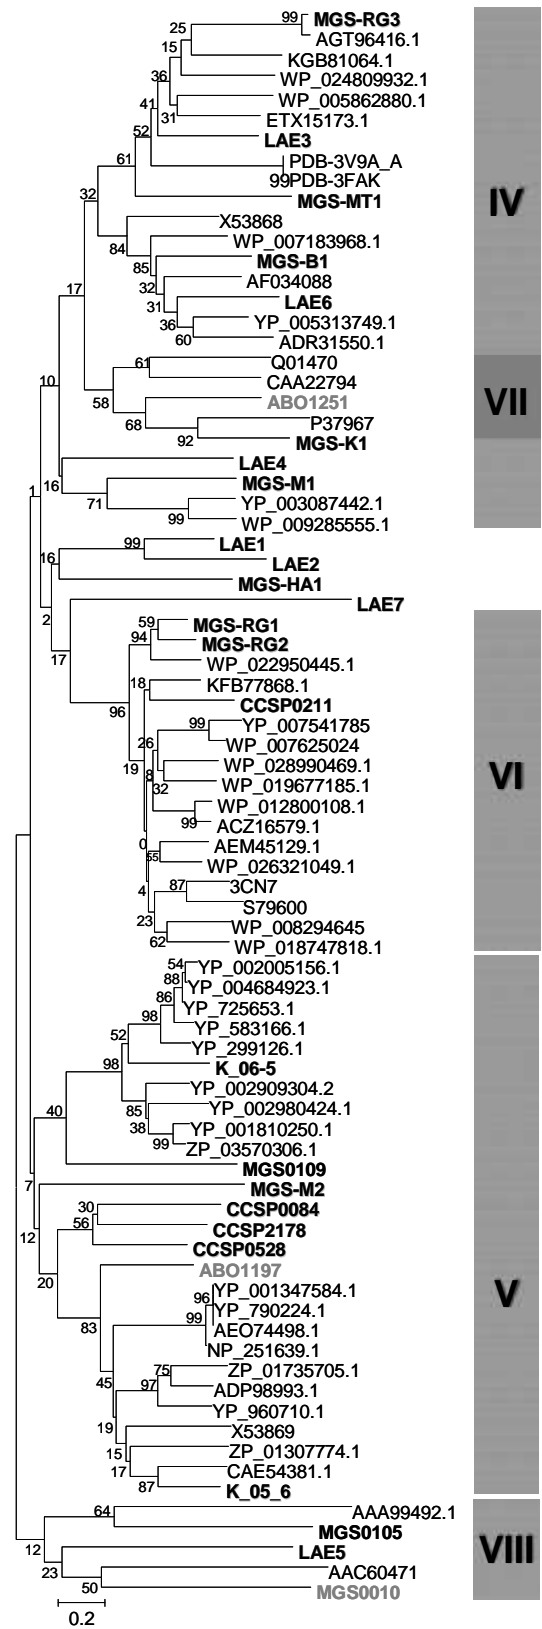 99 MGS-RG3
25 AGT96416.1
15 KGB81064.1
36 WP_024809932.1
WP_005862880.1
31 ETX15173.1
41
52 LAE3
61 PDB-3V9A_A
99 PDB-3FAK
32 MGS-MT1
IV
X53868
84 WP_007183968.1
85 MGS-B1
32 AF034088
31 LAE6
36 YP_005313749.1
60 ADR31550.1
17
61 Q01470
CAA22794
10
58 ABO1251
VII
68 P37967
92 MGS-K1
LAE4
16 MGS-M1
71 YP_003087442.1
99 WP_009285555.1
1
99 LAE1
16 LAE2
MGS-HA1
2 LAE7
17
59 MGS-RG1
94 MGS-RG2
WP_022950445.1
96
18 KFB77868.1
CCSP0211
99 YP_007541785
26 WP_007625024
19 WP_028990469.1
8 WP_019677185.1
32
VI
WP_012800108.1
99 ACZ16579.1
0 AEM45129.1
55 WP_026321049.1
4 87 3CN7
S79600
23 WP_008294645
62 WP_018747818.1
54 YP_002005156.1
88 YP_004684923.1
86 YP_725653.1
98 YP_583166.1
52 YP_299126.1
98 K_06-5
YP_002909304.2
85 YP_002980424.1
40
38 YP_001810250.1
99 ZP_03570306.1
MGS0109
7 MGS-M2
30 CCSP0084
56 CCSP2178
12 CCSP0528
20 ABO1197
V
96 YP_001347584.1
YP_790224.1
99 AEO74498.1
83 NP_251639.1
75 ZP_01735705.1
45 97 ADP98993.1
YP_960710.1
19 X53869
15 ZP_01307774.1
17 CAE54381.1
87 K_05_6
64 AAA99492.1
MGS0105
12 LAE5
VIII
23 AAC60471
50 MGS0010
0.2